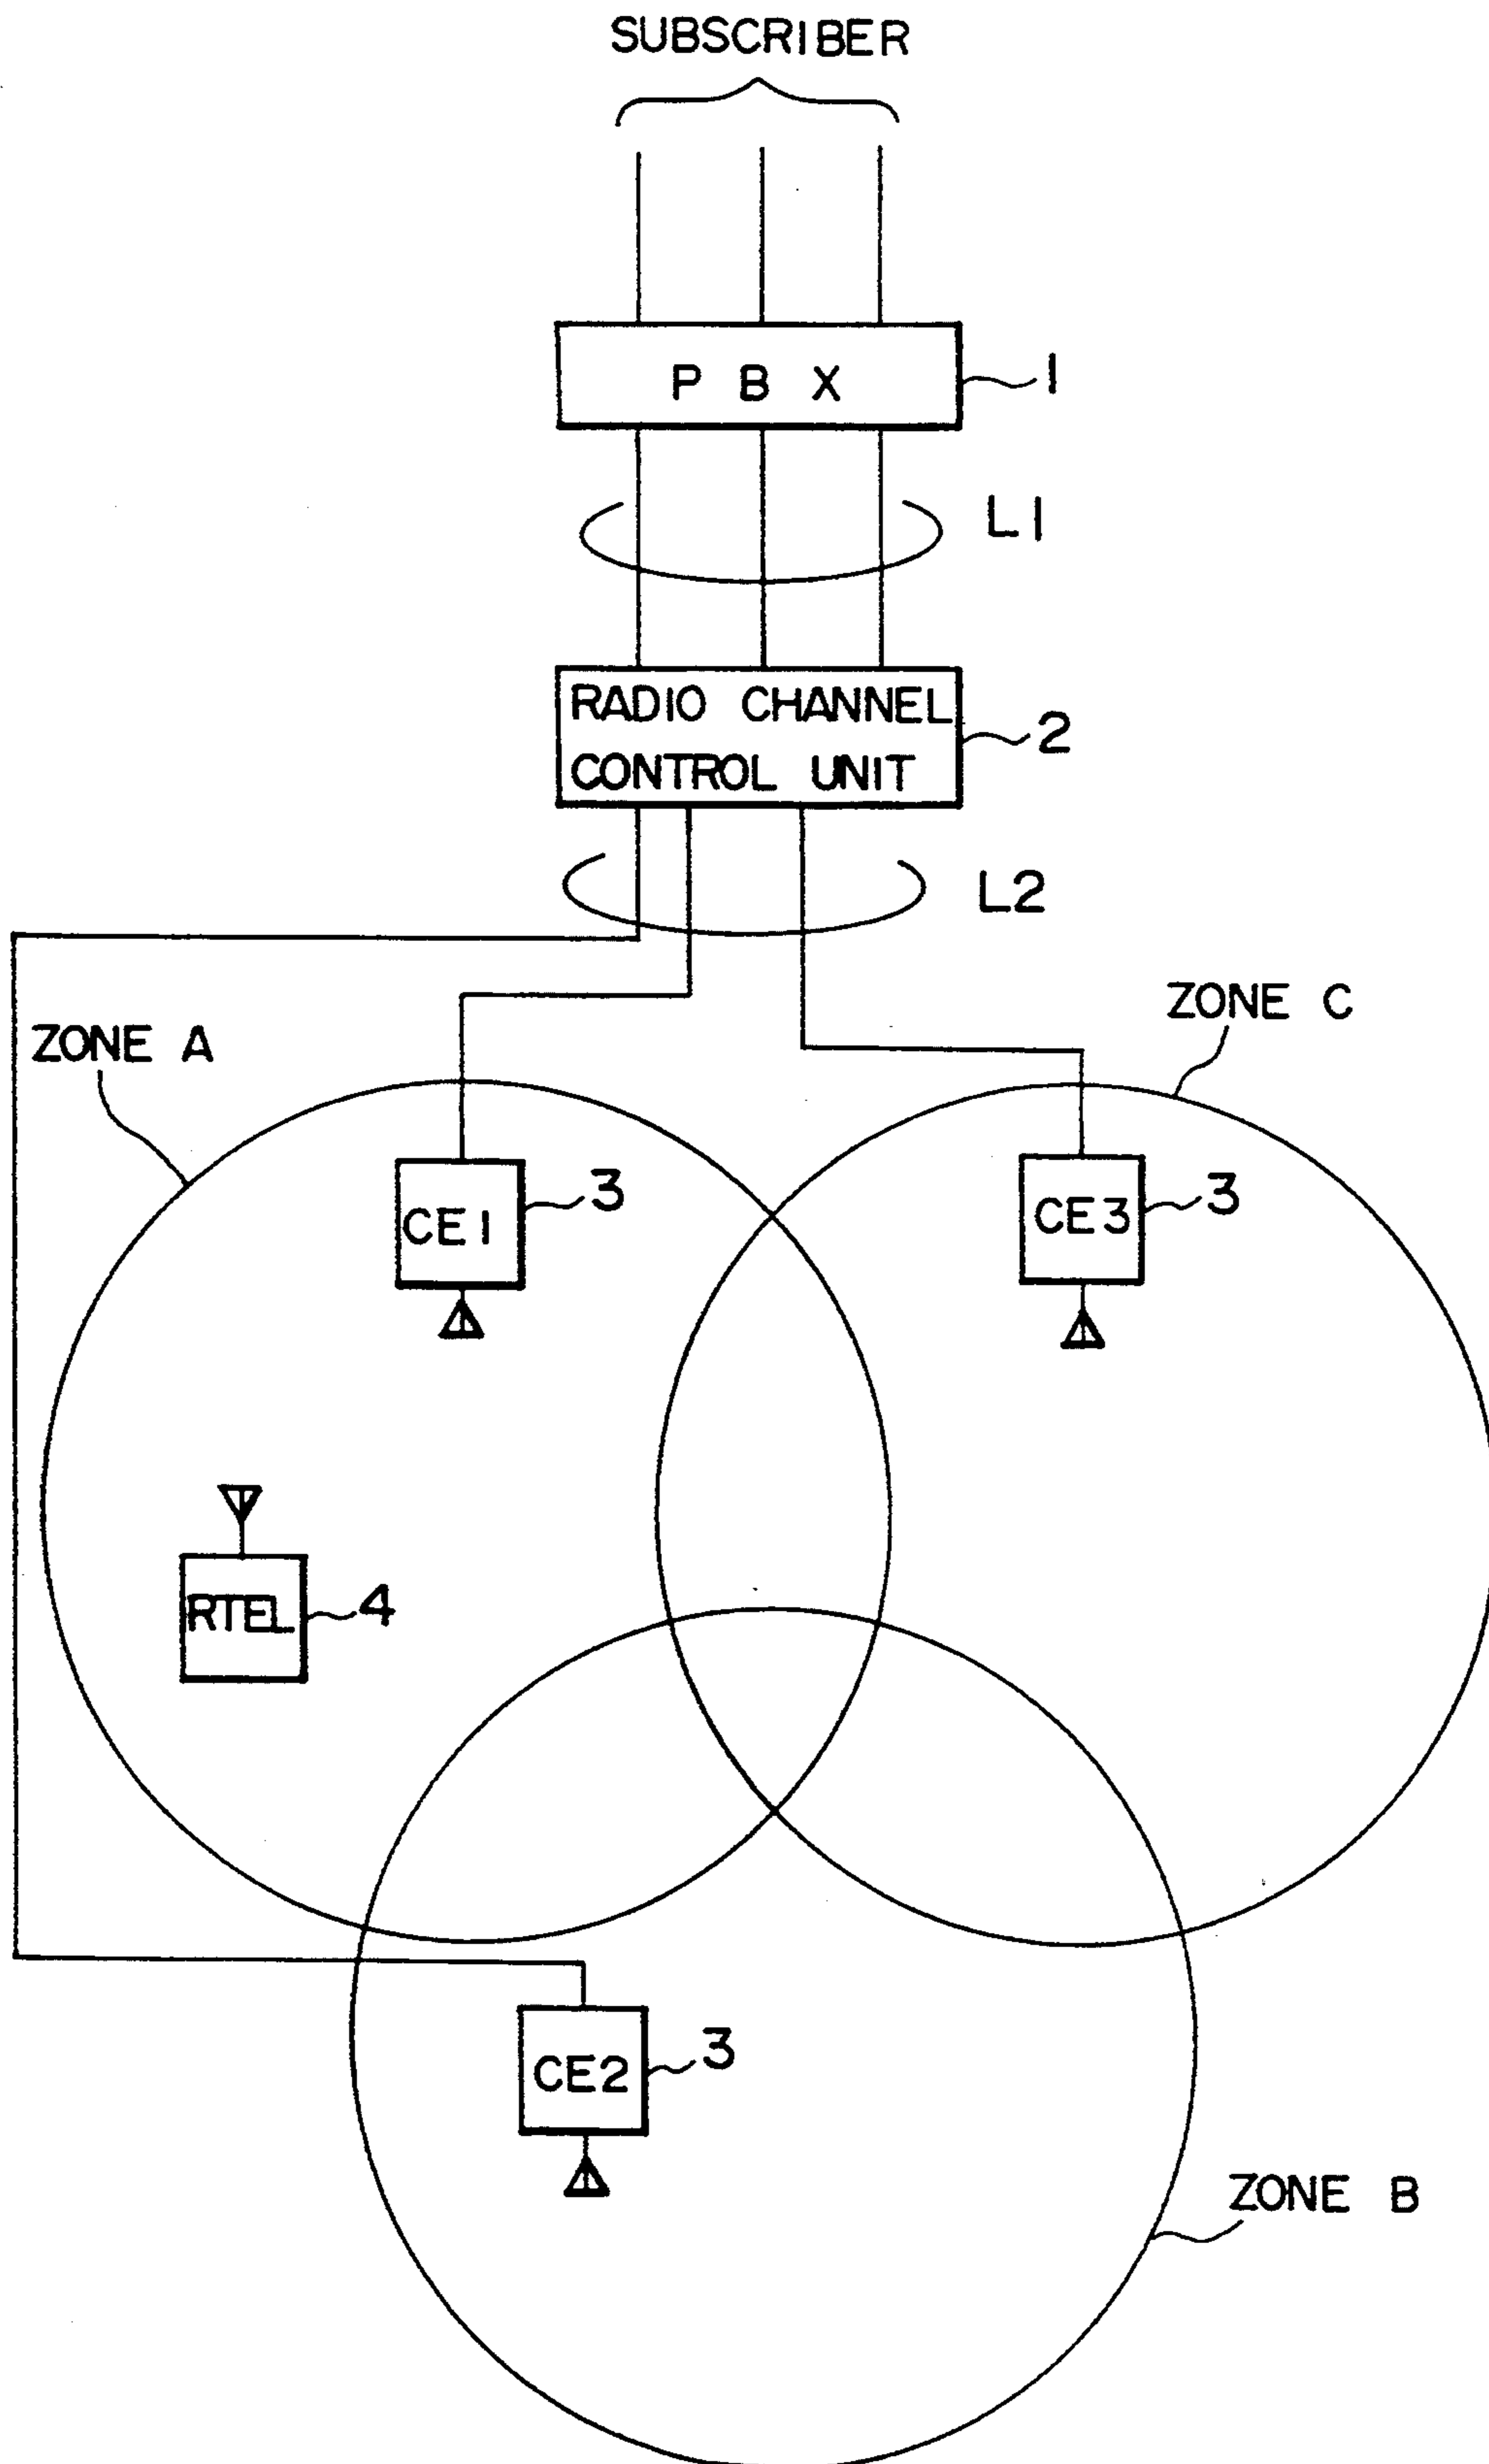 SUBSCRIBER
P B X
1
L1
RADIO CHANNEL
CONTROL UNIT
2
L2
ZONE C
ZONE A
CE1
3
CE3
3
RTEL
4
CE2
3
ZONE B